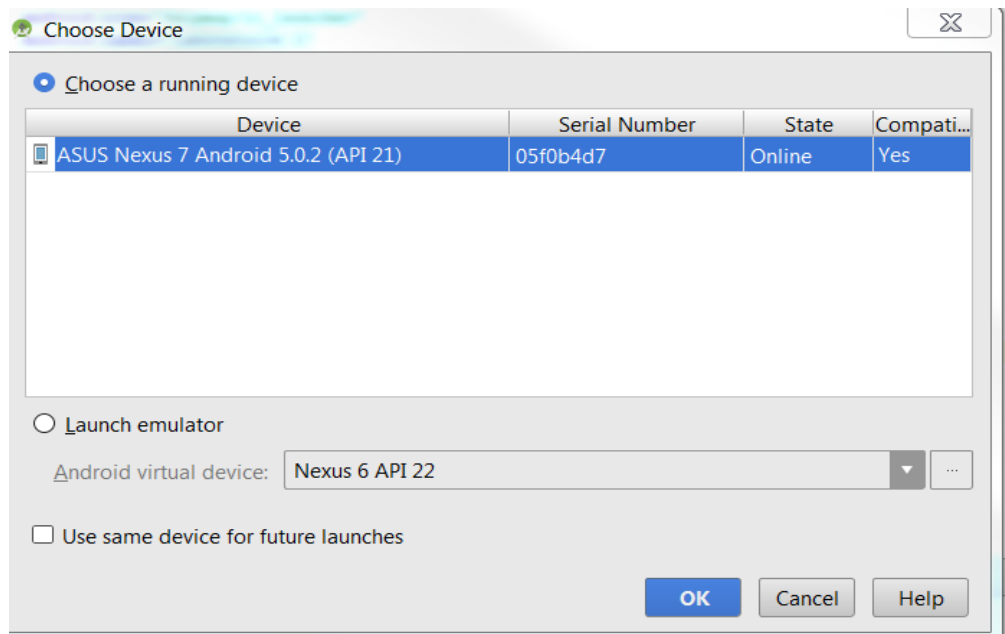 Choose Device
Choose a running device
Device Serial Number State Compati...
ASUS Nexus 7 Android 5.0.2 (API 21) 05f0b4d7 Online Yes
Launch emulator
Android virtual device: Nexus 6 API 22 ...
Use same device for future launches
OK Cancel Help